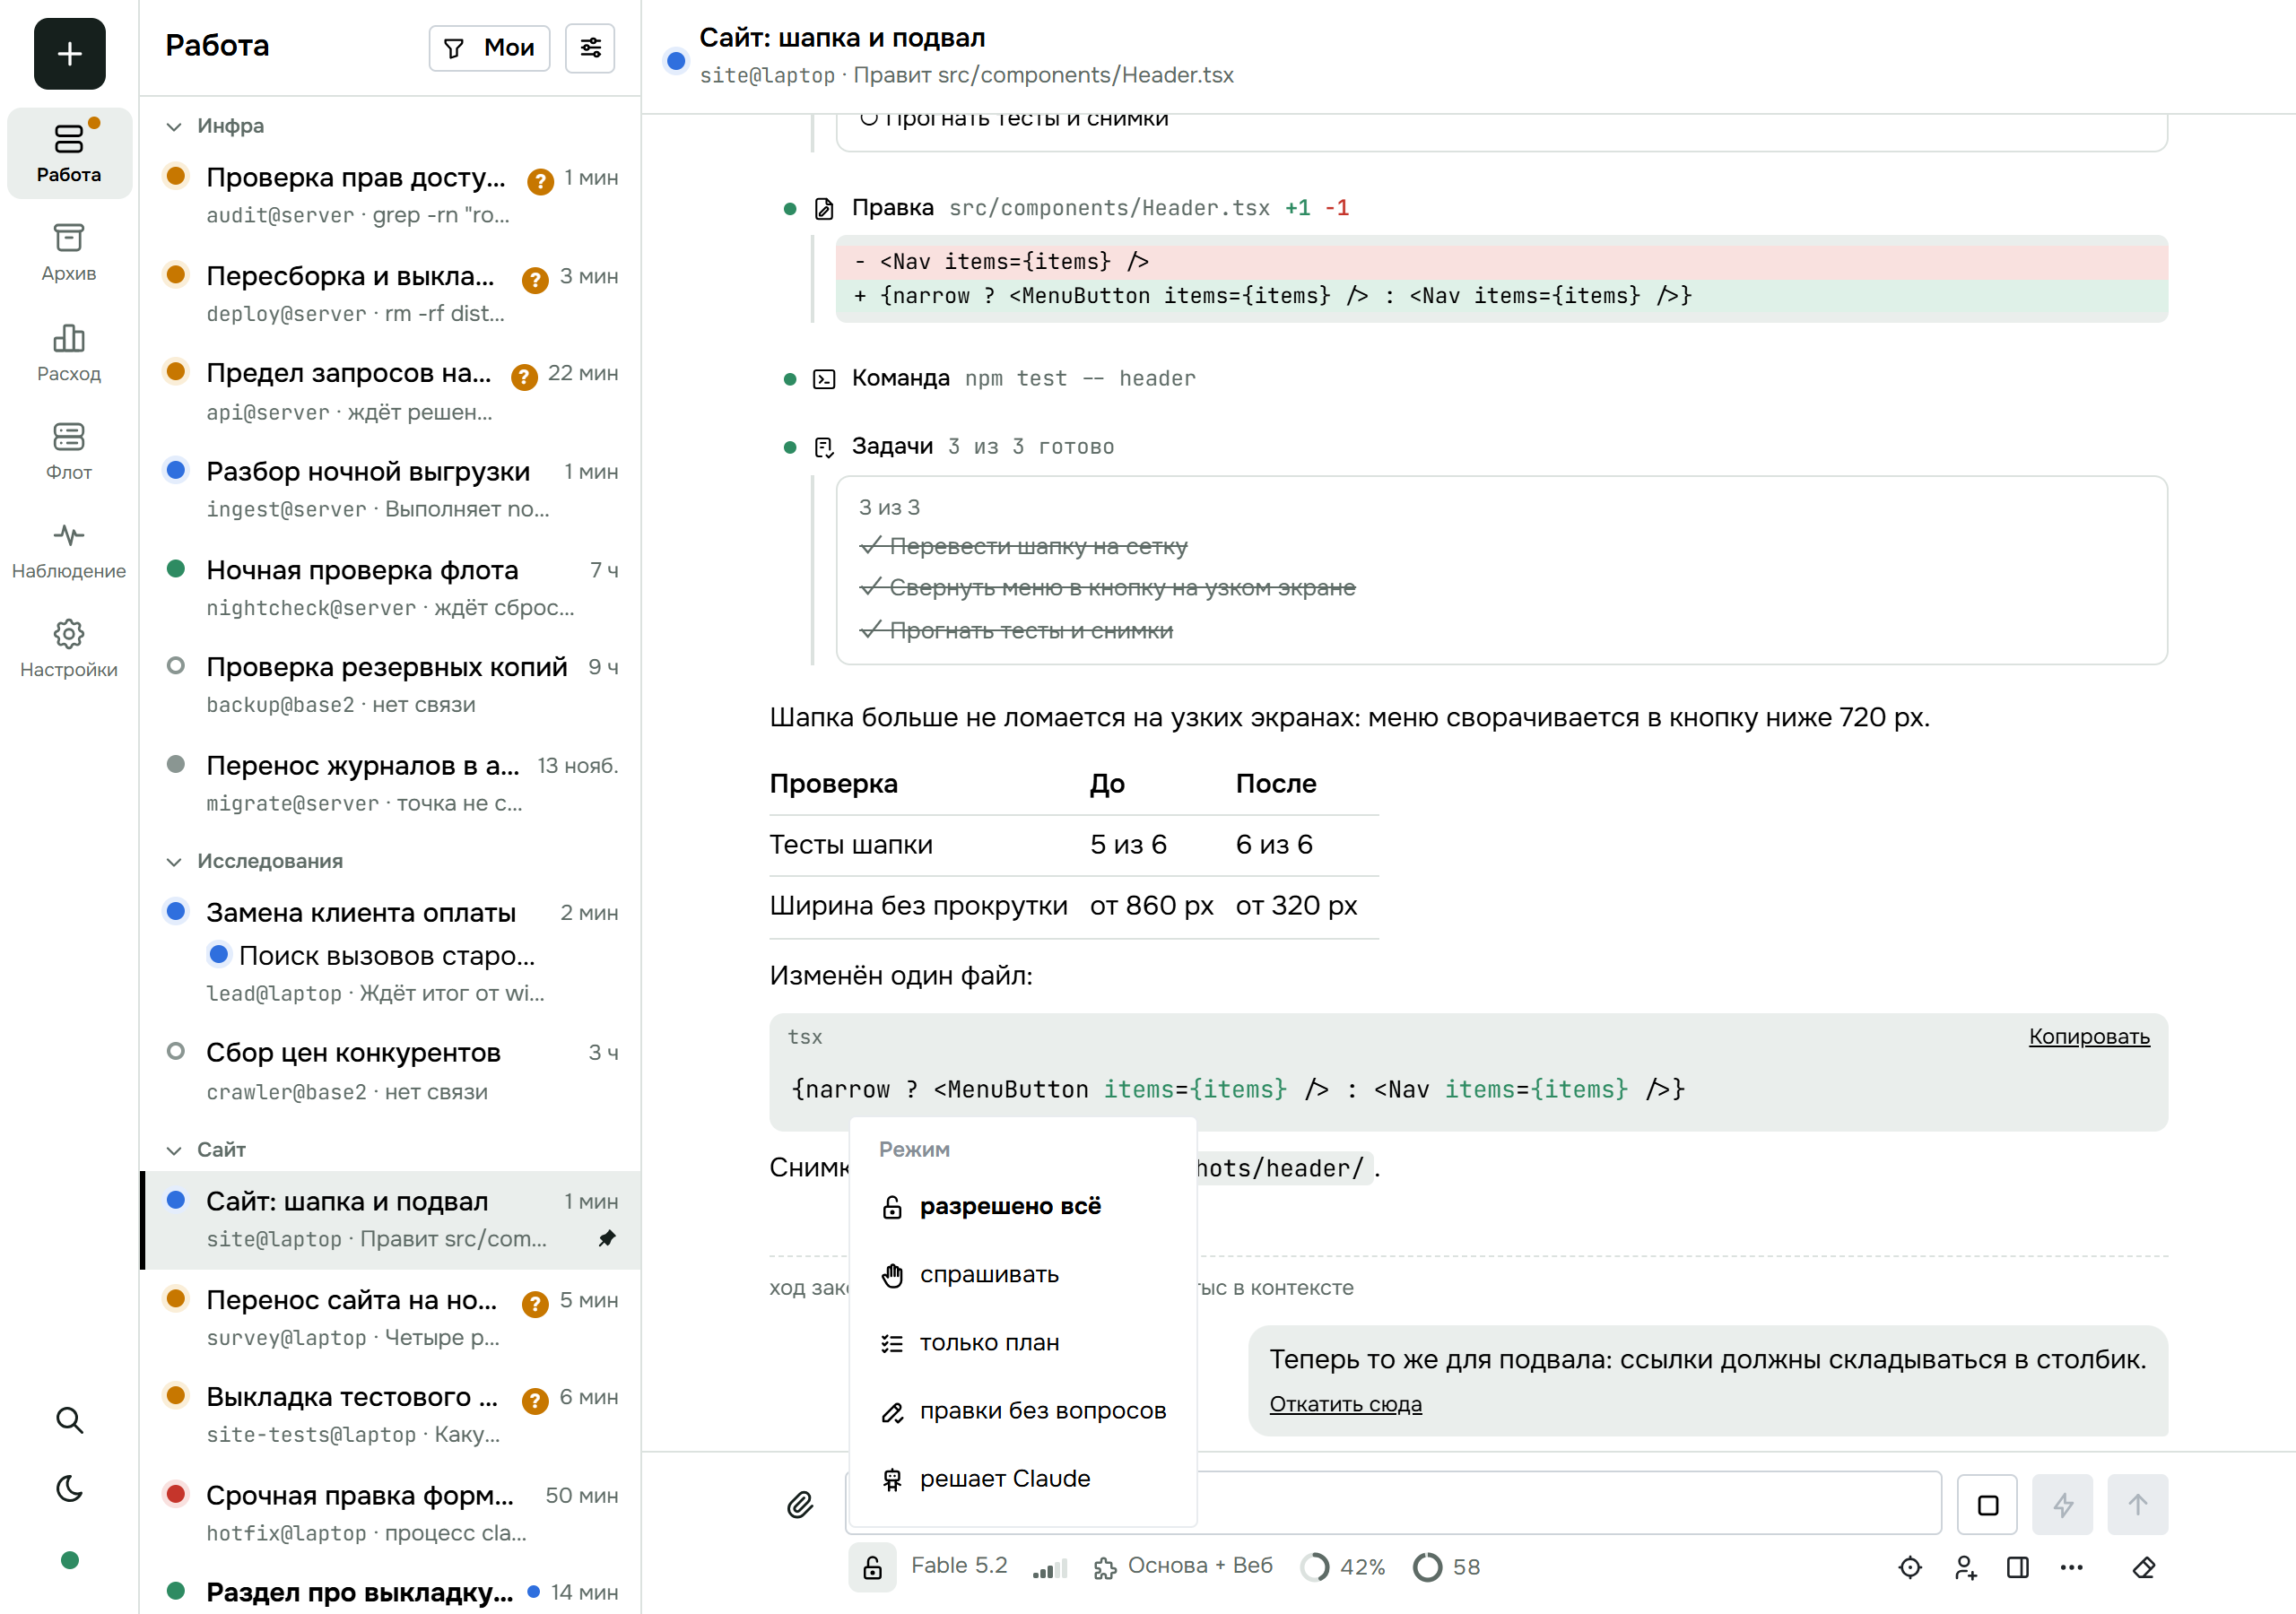 Работа
Архив
Расход
Флот
Наблюдение
Настройки
Работа
Мои
Инфра
Проверка прав досту... ? 1 мин
audit@server · grep -rn "ro...
Пересборка и выкла... ? 3 мин
deploy@server · rm -rf dist...
Предел запросов на... ? 22 мин
api@server · ждёт решен...
Разбор ночной выгрузки 1 мин
ingest@server · Выполняет по...
Ночная проверка флота 7 ч
nightcheck@server · ждёт сброс...
Проверка резервных копий 9 ч
backup@base2 · нет связи
Перенос журналов в а... 13 нояб.
migrate@server · точка не с...
Исследования
Замена клиента оплаты 2 мин
Поиск вызовов старо...
lead@laptop · Ждёт итог от wi...
Сбор цен конкурентов 3 ч
crawler@base2 · нет связи
Сайт
Сайт: шапка и подвал 1 мин
site@laptop · Правит src/com...
Перенос сайта на но... ? 5 мин
survey@laptop · Четыре р...
Выкладка тестового ... ? 6 мин
site-tests@laptop · Каку...
Срочная правка форм... 50 мин
hotfix@laptop · процесс cla...
Раздел про выкладку... 14 мин
Сайт: шапка и подвал
site@laptop · Правит src/components/Header.tsx
Прогнать тесты и снимки
Правка src/components/Header.tsx +1 -1
- <Nav items={items} />
+ {narrow ? <MenuButton items={items} /> : <Nav items={items} />}
Команда npm test -- header
Задачи 3 из 3 готово
3 из 3
Перевести шапку на сетку
Свернуть меню в кнопку на узком экране
Прогнать тесты и снимки
Шапка больше не ломается на узких экранах: меню сворачивается в кнопку ниже 720 px.
Проверка До После
Тесты шапки 5 из 6 6 из 6
Ширина без прокрутки от 860 px от 320 px
Изменён один файл:
tsx Копировать
{narrow ? <MenuButton items={items} /> : <Nav items={items} />}
hots/header/ .
в контексте
Режим
разрешено всё
спрашивать
только план
правки без вопросов
решает Claude
Теперь то же для подвала: ссылки должны складываться в столбик.
Откатить сюда
Fable 5.2 Основа + Веб 42% 58